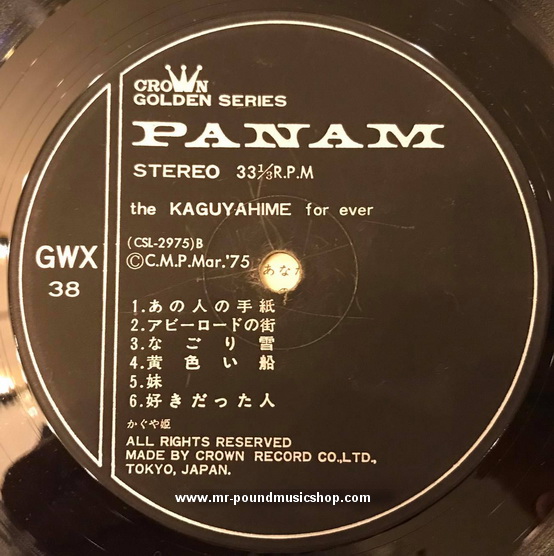 CROWN
GOLDEN SERIES
PANAM
STEREO 33⅓R.P.M
the KAGUYAHIME for ever
(CSL-2975)B
GWX
38
ⒸC.M.P.Mar.'75
あな
1.あの人の手紙
2.アビーロードの街
3.なごり雪
4.黄色い船
5.妹
6.好きだった人
かぐや姫
ALL RIGHTS RESERVED
MADE BY CROWN RECORD CO.,LTD.,
TOKYO, JAPAN.
www.mr-poundmusicshop.com